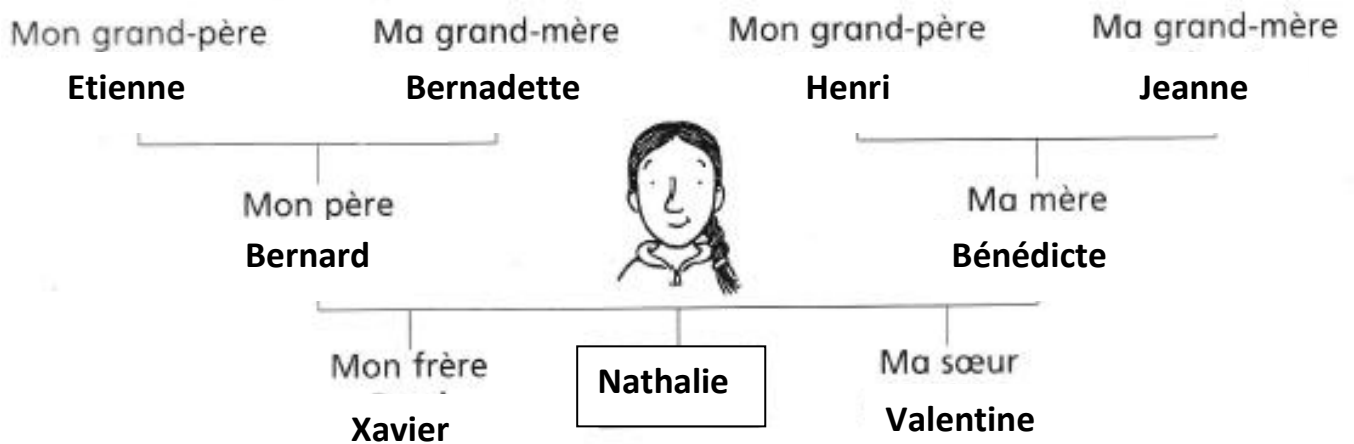 Mon grand-père Ma grand-mère Mon grand-père Ma grand-mère
Etienne Bernadette Henri Jeanne
Mon père Ma mère
Bernard Bénédicte
Mon frère Nathalie Ma sœur
Xavier Valentine